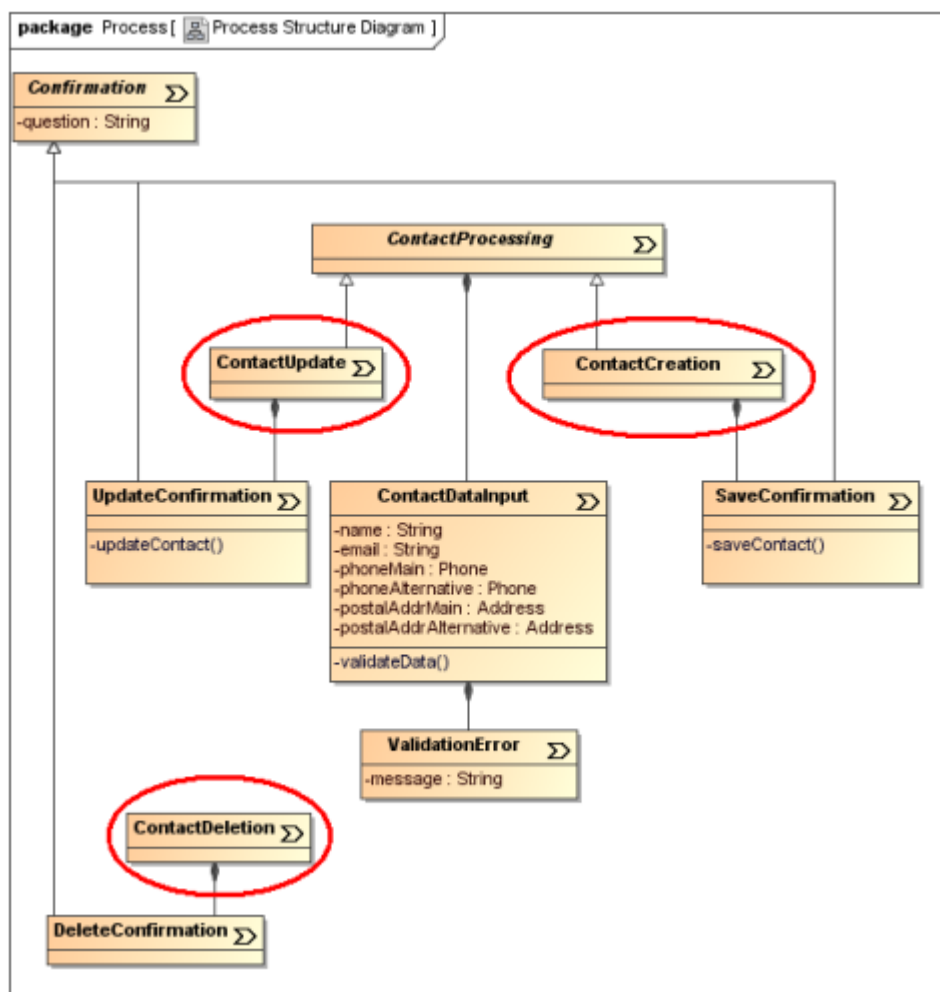 package Process[ Process Structure Diagram ]
Confirmation
-question : String
ContactProcessing
ContactUpdate
ContactCreation
UpdateConfirmation
-updateContact()
ContactDataInput
-name : String
-email : String
-phoneMain : Phone
-phoneAlternative : Phone
-postalAddrMain : Address
-postalAddrAlternative : Address
-validateData()
SaveConfirmation
-saveContact()
ValidationError
-message : String
ContactDeletion
DeleteConfirmation